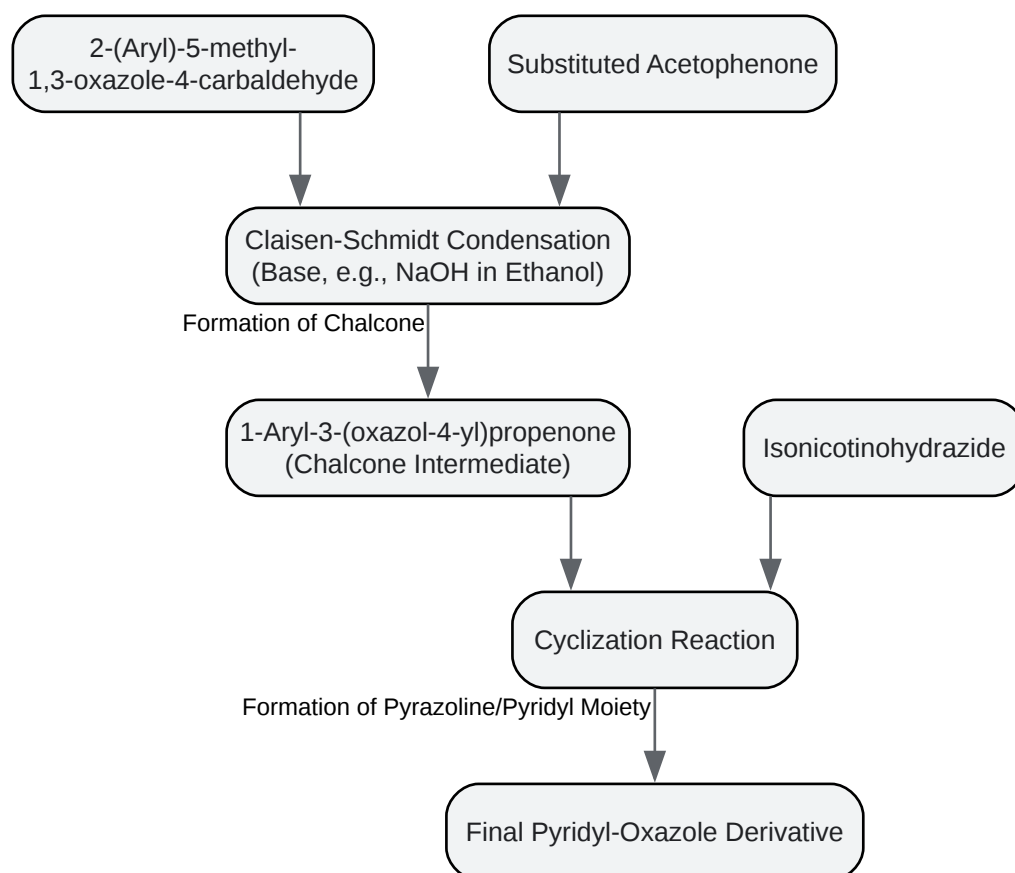 2-(Aryl)-5-methyl-
1,3-oxazole-4-carbaldehyde
Substituted Acetophenone
Claisen-Schmidt Condensation
(Base, e.g., NaOH in Ethanol)
Formation of Chalcone
1-Aryl-3-(oxazol-4-yl)propenone
(Chalcone Intermediate)
Isonicotinohydrazide
Cyclization Reaction
Formation of Pyrazoline/Pyridyl Moiety
Final Pyridyl-Oxazole Derivative